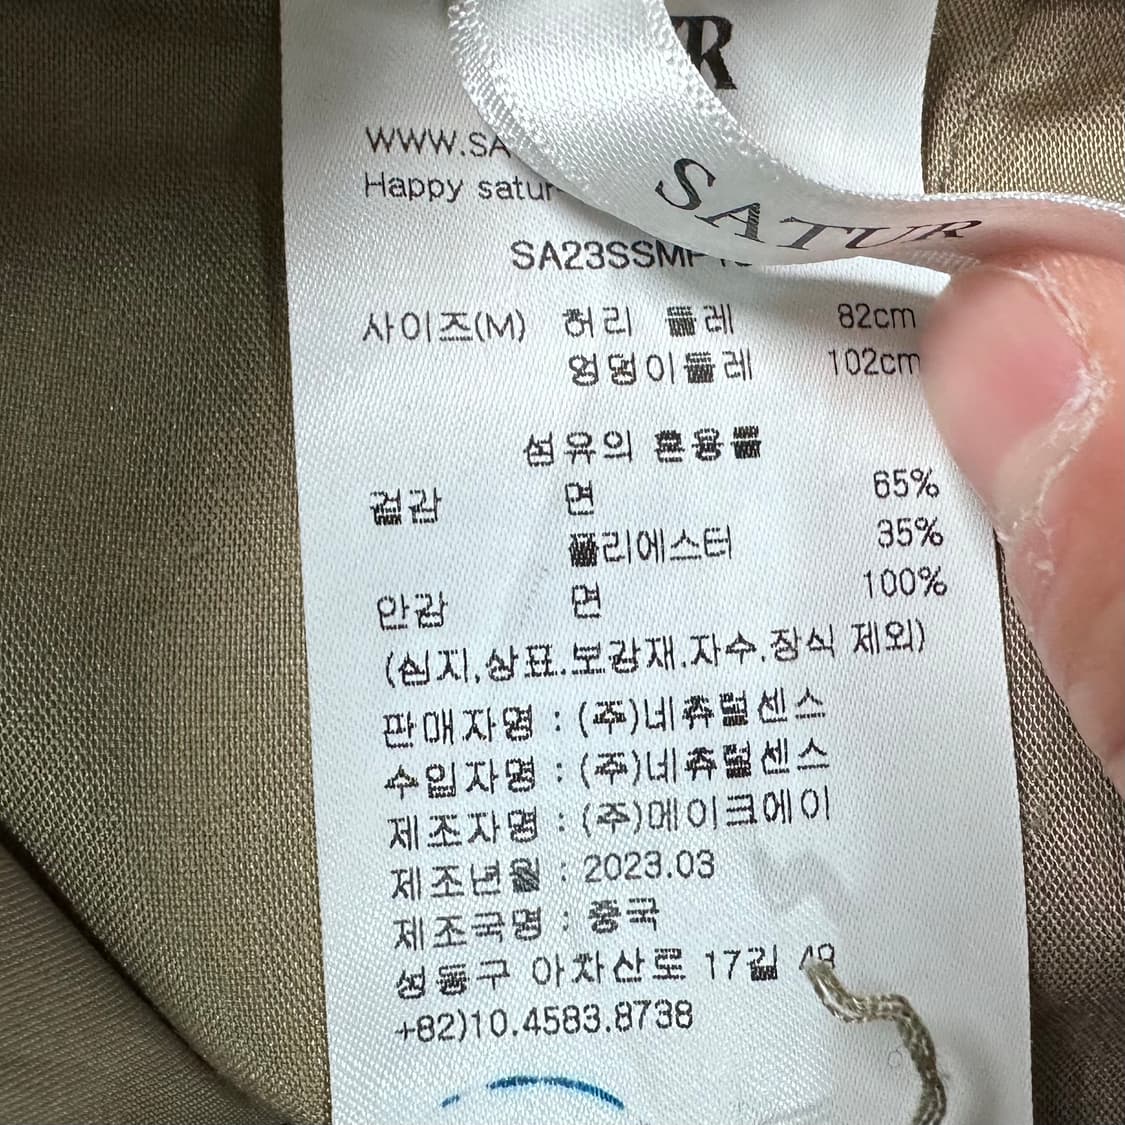 WWW.SA
Happy satur
SATUR
SA23SSMP
사이즈(M) 허리 둘레 82cm
엉덩이둘레 102cm
섬유의 혼용률
겉감 면 65%
폴리에스터 35%
안감 면 100%
(심지,상표.보강재.자수.장식 제외)
판매자명 : (주)네츄럴센스
수입자명 : (주)네츄럴센스
제조자명 : (주)메이크에이
제조년월 : 2023.03
제조국명 : 중국
성동구 아차산로 17길 49
+82)10.4583.8738